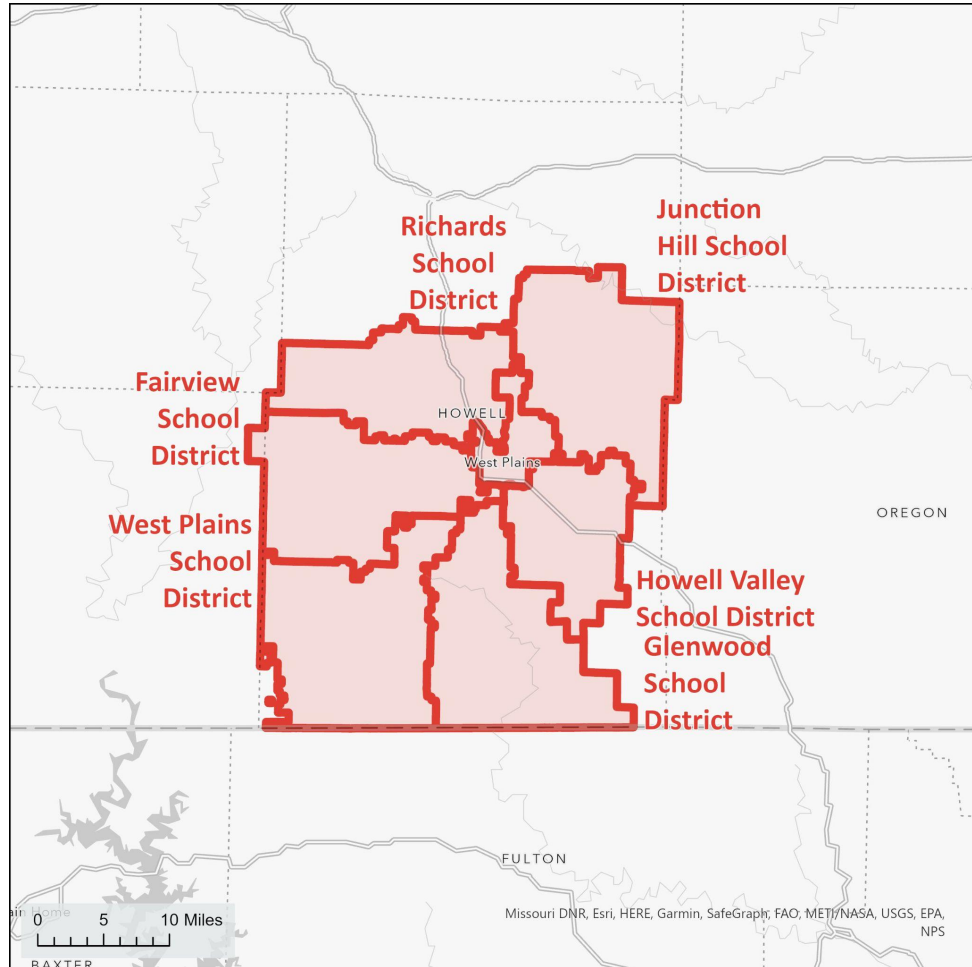 Richards
School
District
Junction
Hill School
District
Fairview
School
District
HOWELL
West Plains
West Plains
School
District
OREGON
Howell Valley
School District
Glenwood
School
District
FULTON
ain Home
0 5 10 Miles
Missouri DNR, Esri, HERE, Garmin, SafeGraph, FAO, METI/NASA, USGS, EPA,
NPS
BAXTER